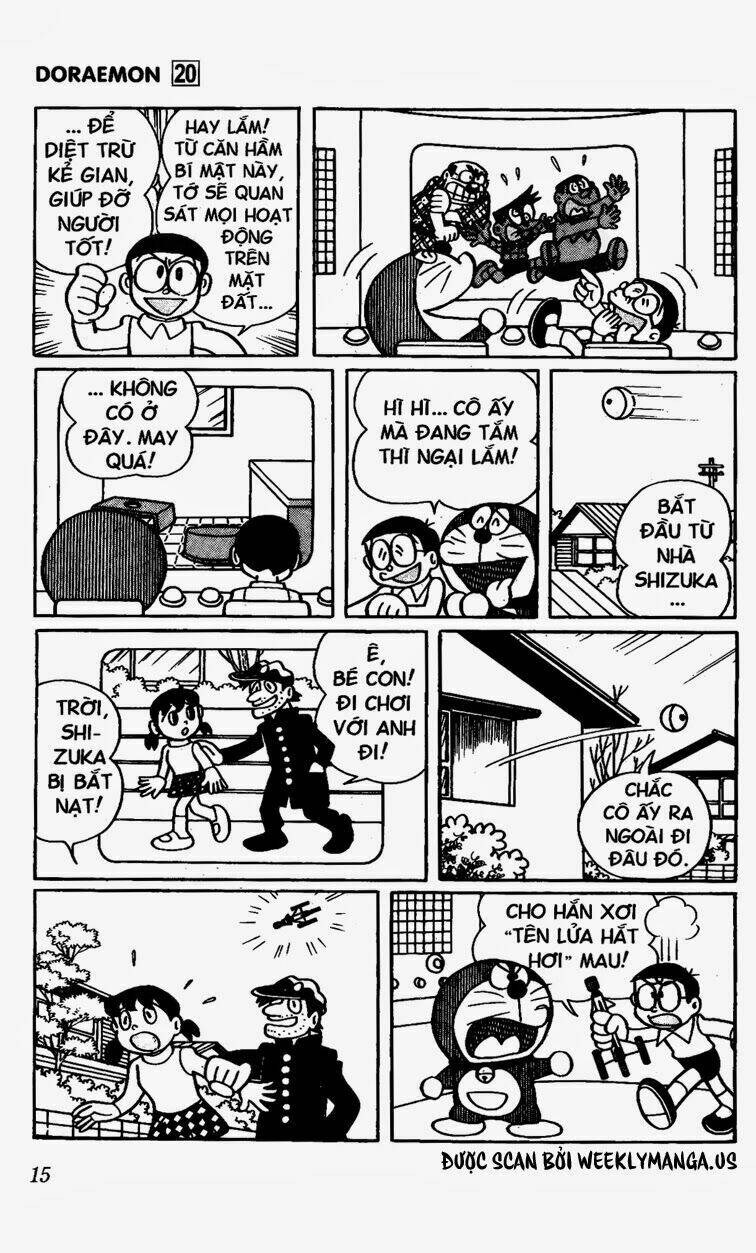 DORAEMON 20
HAY LẮM!
TỪ CĂN HẦM
BÍ MẬT NÀY,
TỚ SẼ QUAN
SÁT MỌI HOẠT
ĐỘNG
TRÊN
MẶT
ĐẤT...
... ĐỂ
DIỆT TRỪ
KẺ GIAN,
GIÚP ĐỠ
NGƯỜI
TỐT!
BẮT
ĐẦU TỪ
NHÀ
SHIZUKA
...
HÌ HÌ... CÔ ẤY
MÀ ĐANG TẮM
THÌ NGẠI LẮM!
... KHÔNG
CÓ Ở
ĐÂY. MAY
QUÁ!
CHẮC
CÔ ẤY RA
NGOÀI ĐI
ĐÂU ĐÓ.
Ê,
BÉ CON!
ĐI CHƠI
VỚI ANH
ĐI!
TRỜI,
SHI-
ZUKA
BỊ BẮT
NẠT!
CHO HẮN XƠI
“TÊN LỬA HẮT
HƠI” MAU!
15
ĐƯỢC SCAN BỞI WEEKLYMANGA.US